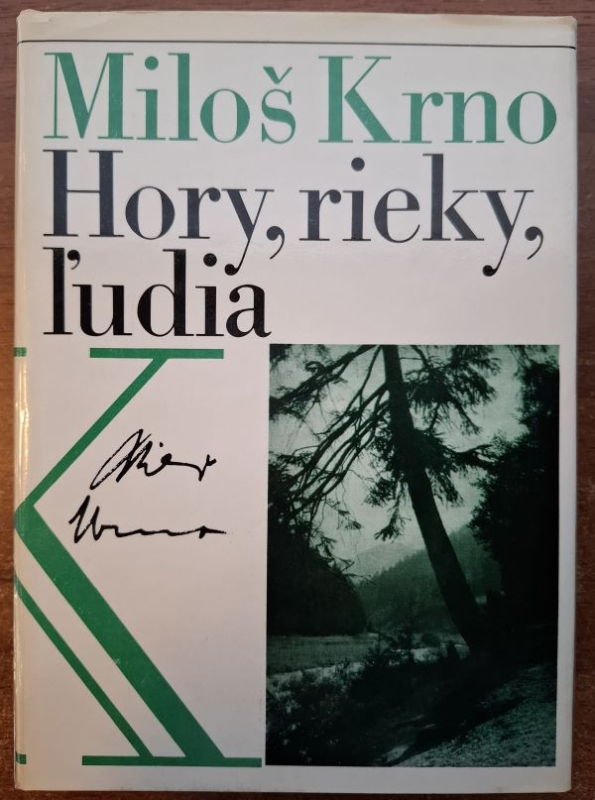 Miloš Krno
Hory, rieky,
ľudia
K